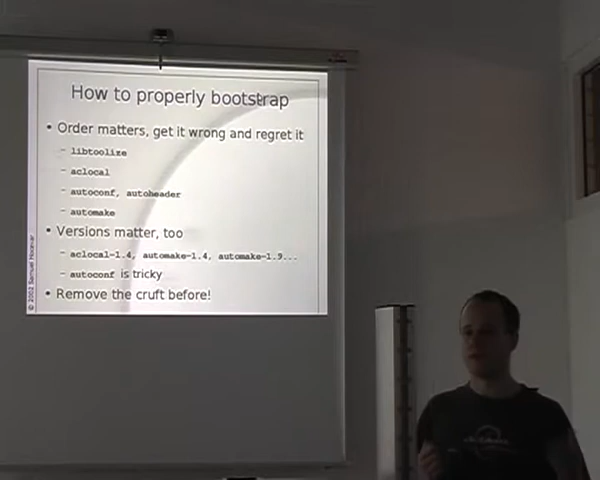 How to properly bootstrap
• Order matters, get it wrong and regret it
– libtoolize
– aclocal
– autoconf, autoheader
– automake
• Versions matter, too
– aclocal-1.4, automake-1.4, automake-1.9...
– autoconf is tricky
• Remove the cruft before!
© 2002 Samuel Hocevar